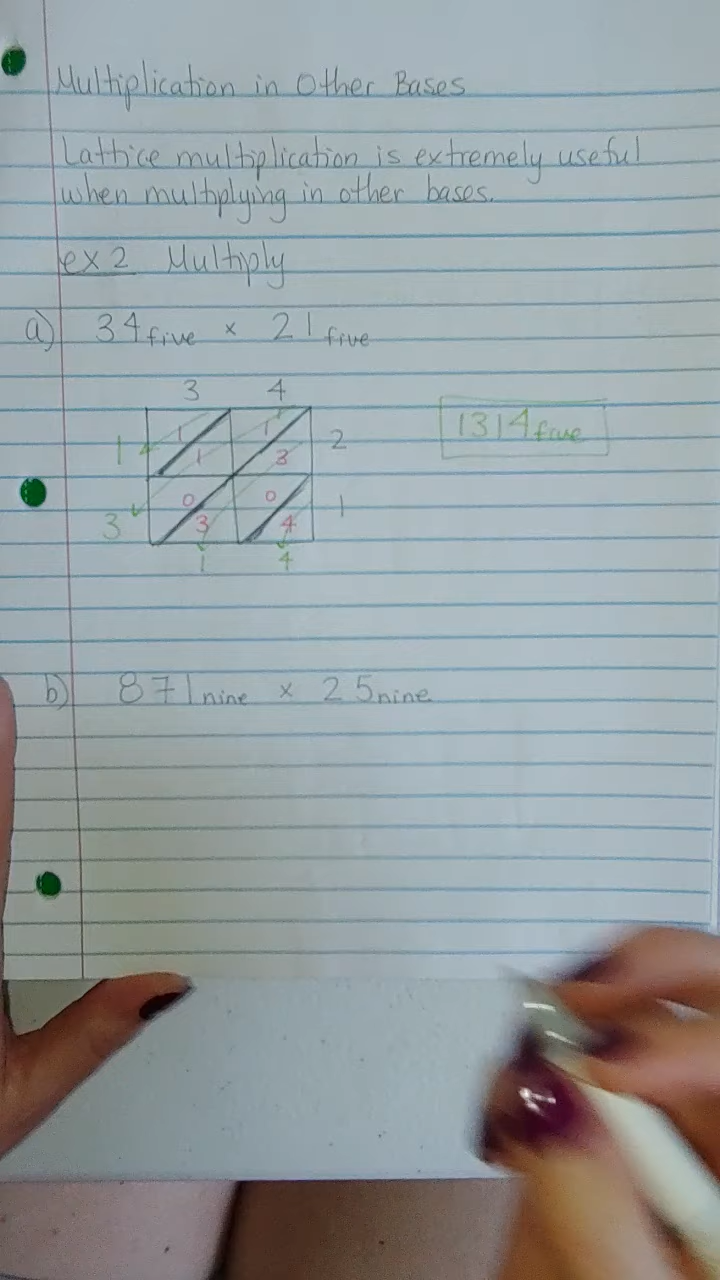 Multiplication in Other Bases
Lattice multiplication is extremely useful
when multiplying in other bases.
ex 2 Multiply
a) 34five × 21five
3 4
1 1 1 2
1 3
1314five
0 0 1
3 3 4
1 4
b) 871nine × 25nine